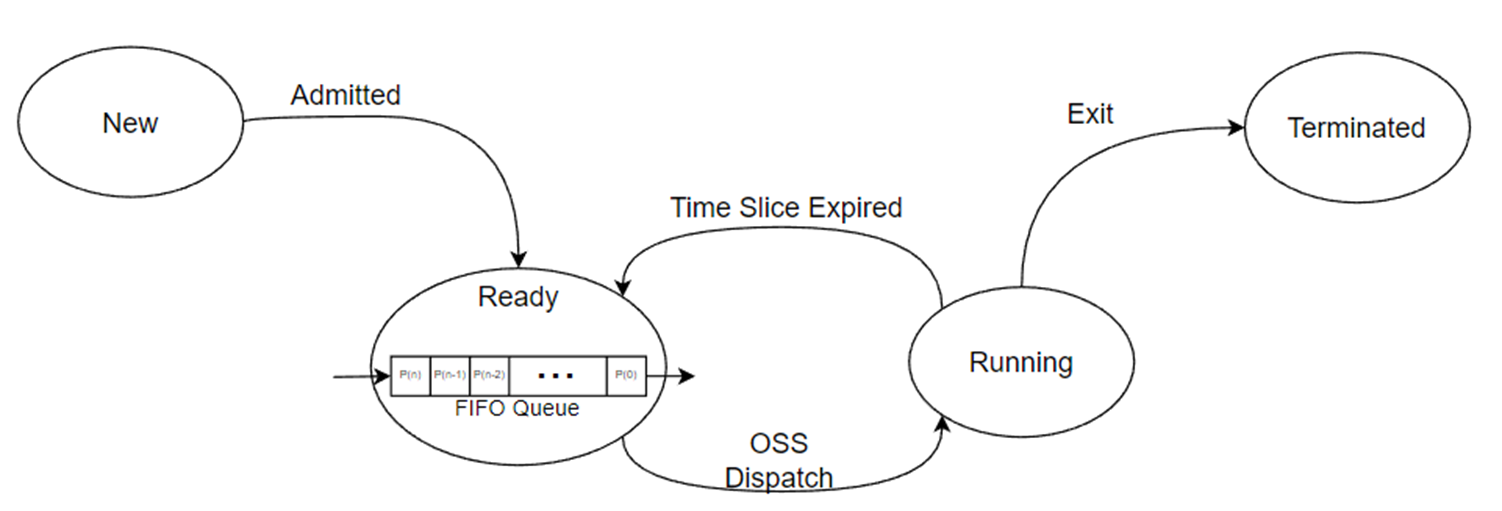 New
Admitted
Exit
Terminated
Time Slice Expired
Ready
P(n) P(n-1) P(n-2) ... P(0)
FIFO Queue
Running
OSS
Dispatch